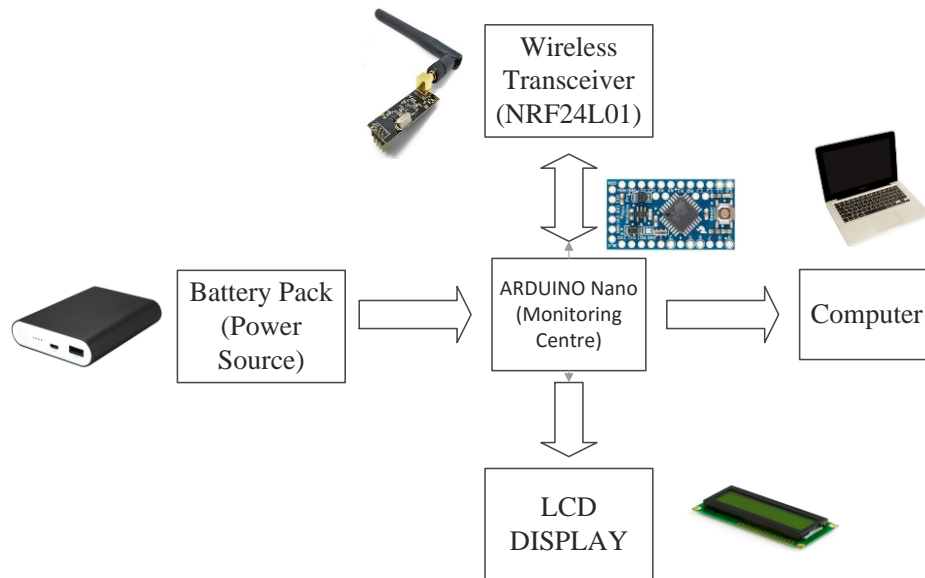 Wireless
Transceiver
(NRF24L01)
Battery Pack
(Power
Source)
ARDUINO Nano
(Monitoring
Centre)
Computer
LCD
DISPLAY